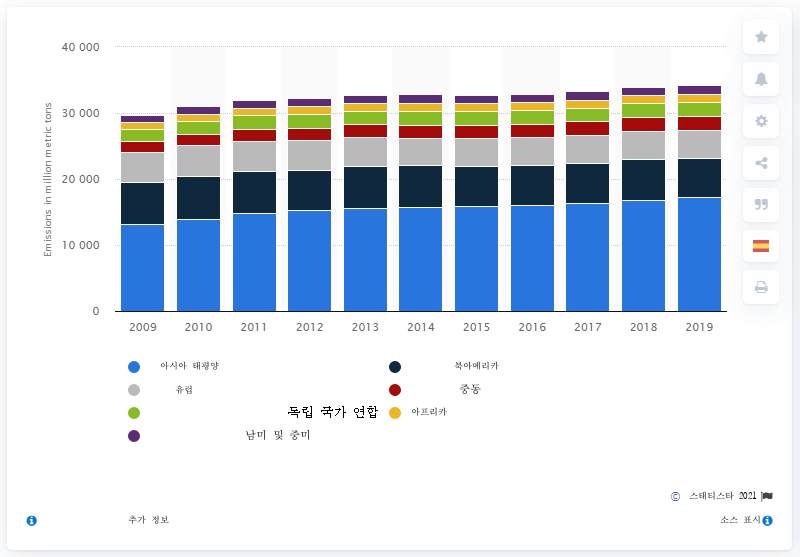 40 000
30 000
20 000
10 000
0
Emissions in million metric tons
2009 2010 2011 2012 2013 2014 2015 2016 2017 2018 2019
아시아 태평양 북아메리카
유럽 중동
독립 국가 연합 아프리카
남미 및 중미
© 스태티스타 2021
추가 정보 소스 표시